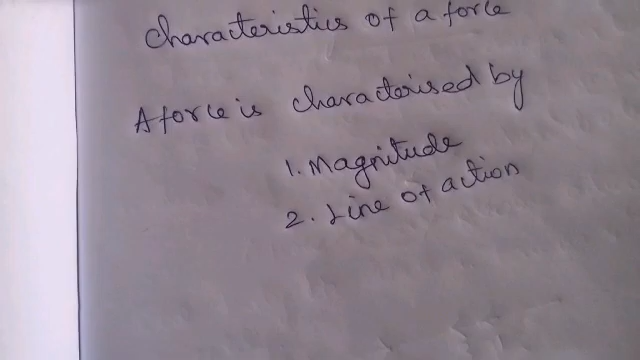 characteristics of a force
A force is characterised by
1. Magnitude
2. Line of action